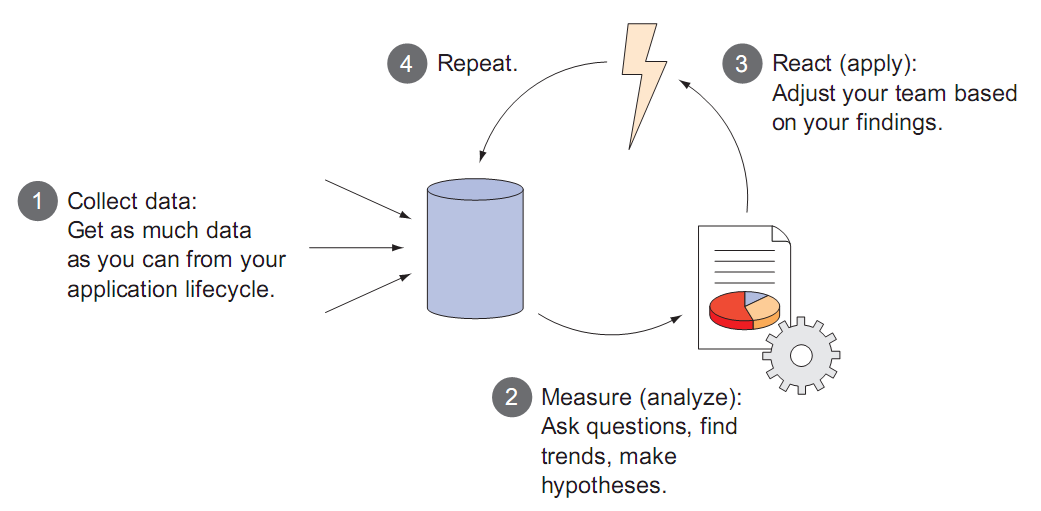 4 Repeat.
3 React (apply):
Adjust your team based
on your findings.
1 Collect data:
Get as much data
as you can from your
application lifecycle.
2 Measure (analyze):
Ask questions, find
trends, make
hypotheses.